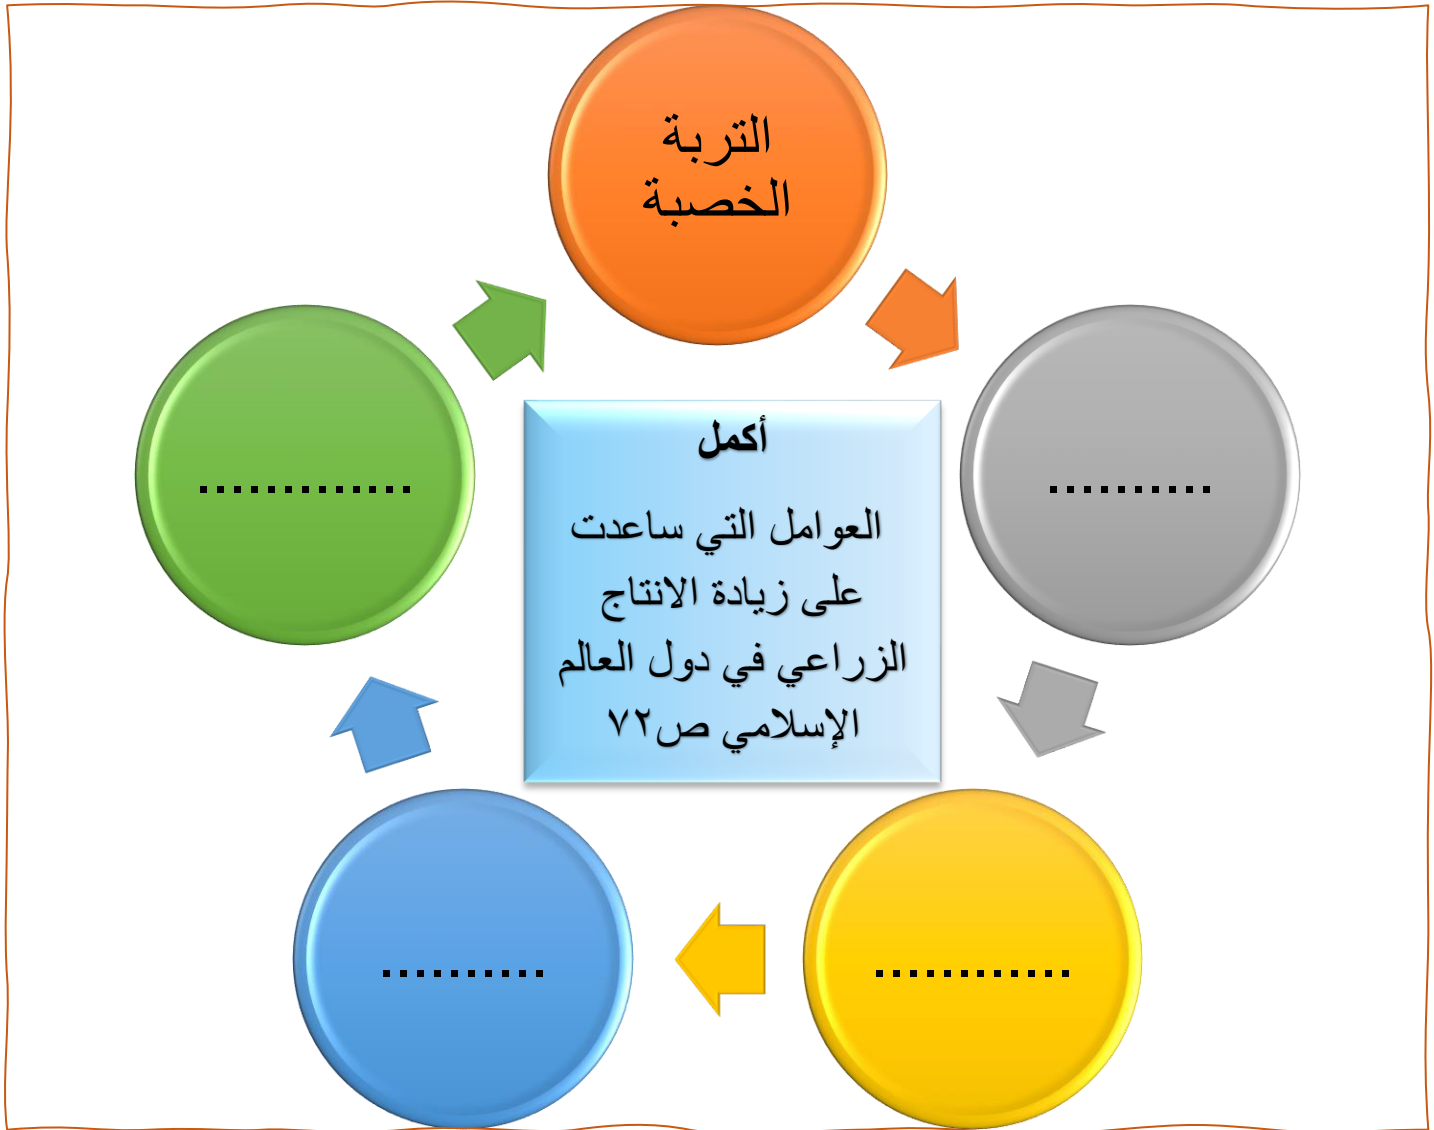 التربة
الخصبة
..........
............
..........
.............
أكمل
العوامل التي ساعدت
على زيادة الانتاج
الزراعي في دول العالم
الإسلامي ص٧٢